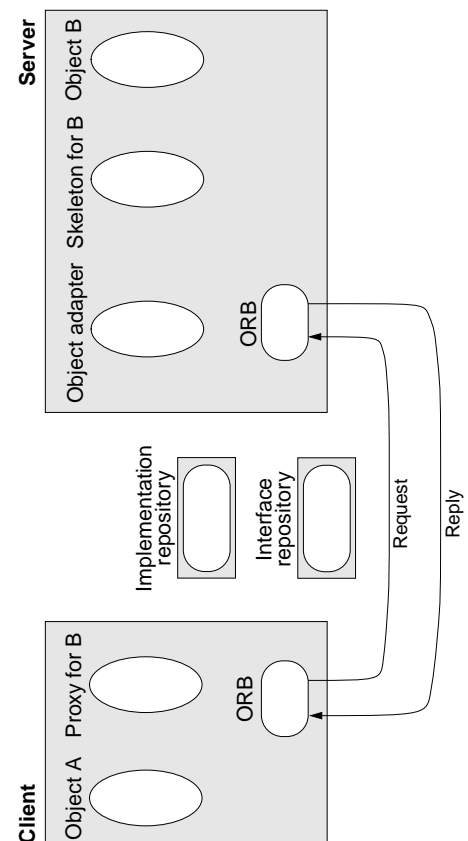 Client
Server
Object A
Proxy for B
Object adapter
Skeleton for B
Object B
Implementation
repository
Interface
repository
ORB
ORB
Request
Reply